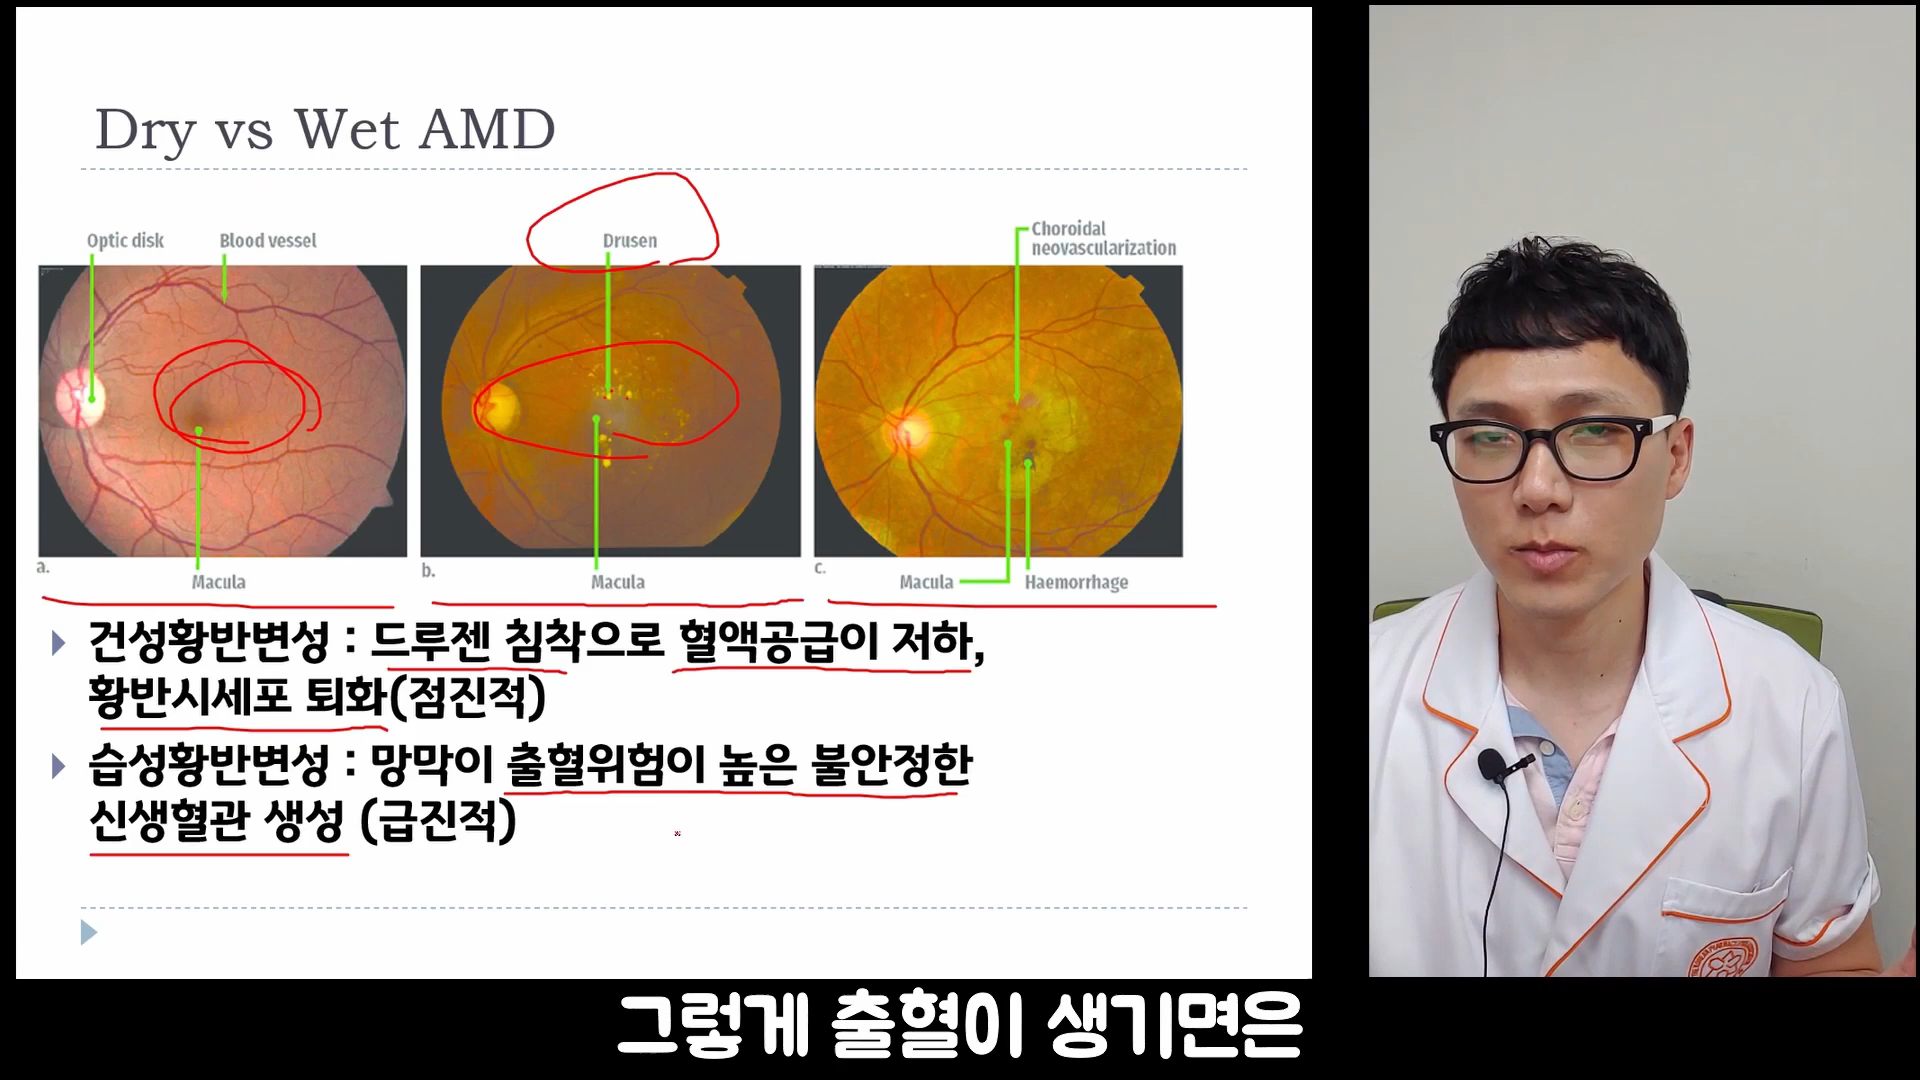 Dry vs Wet AMD
Optic disk
Blood vessel
Drusen
Choroidal
neovascularization
a.
b.
c.
Macula
Macula
Macula
Haemorrhage
건성황반변성 : 드루젠 침착으로 혈액공급이 저하,
황반시세포 퇴화(점진적)
습성황반변성 : 망막이 출혈위험이 높은 불안정한
신생혈관 생성 (급진적)
그렇게 출혈이 생기면은